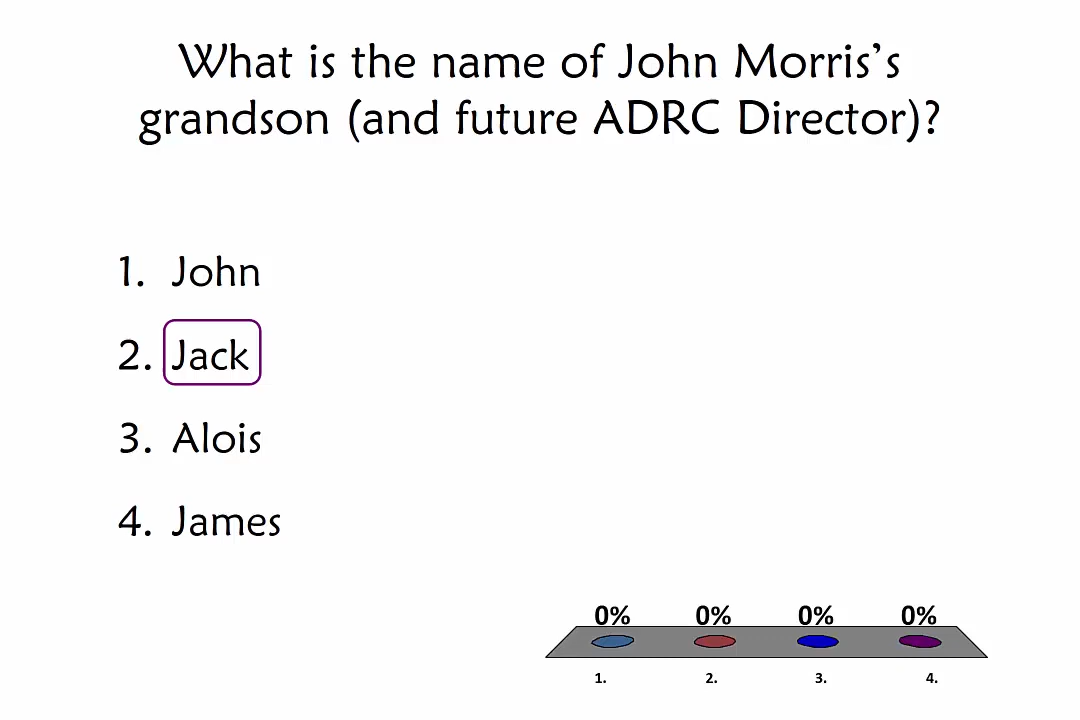 What is the name of John Morris’s
grandson (and future ADRC Director)?
1. John
2. Jack
3. Alois
4. James
0% 0% 0% 0%
1. 2. 3. 4.